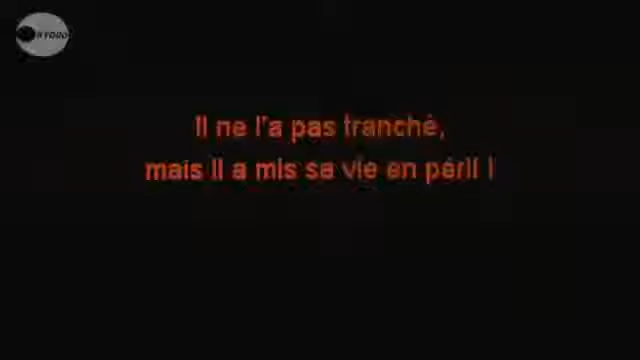 Il ne l'a pas tranché,
mais il a mis sa vie en péril !